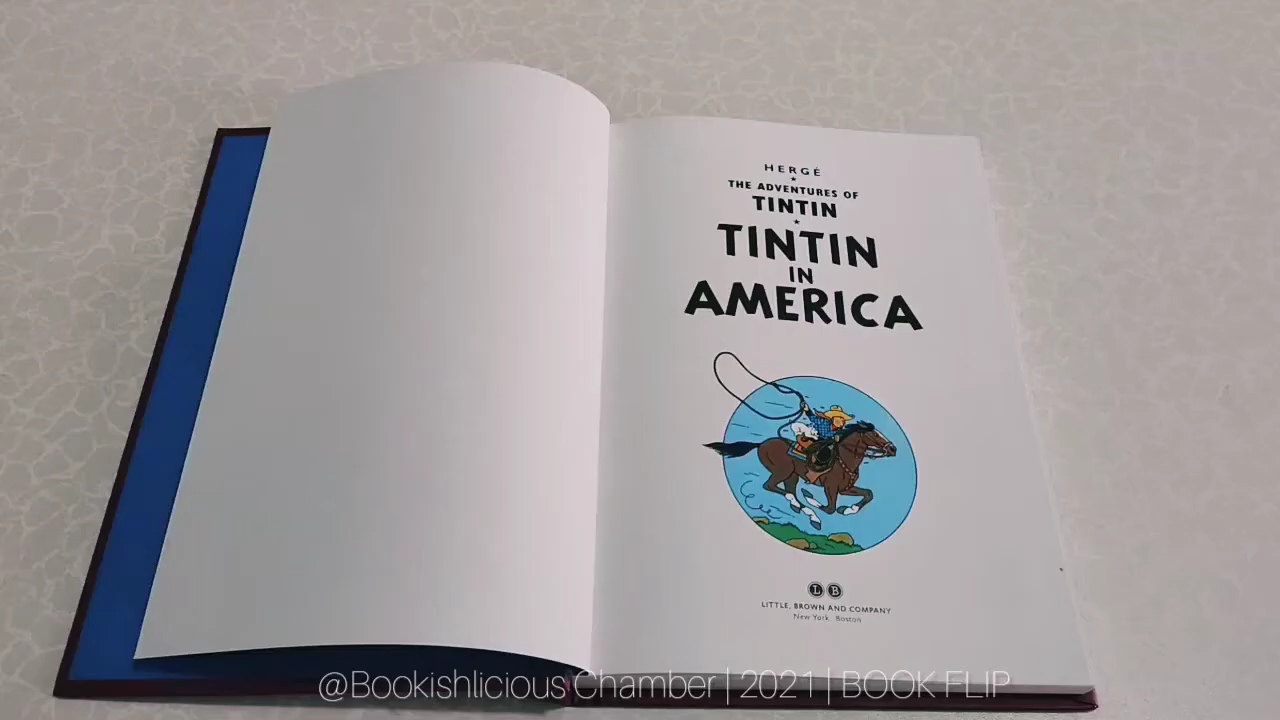 HERGÉ
THE ADVENTURES OF
TINTIN
TINTIN
IN
AMERICA
L B
LITTLE, BROWN AND COMPANY
New York Boston
@Bookishlicious Chamber | 2021 | BOOK FLIP